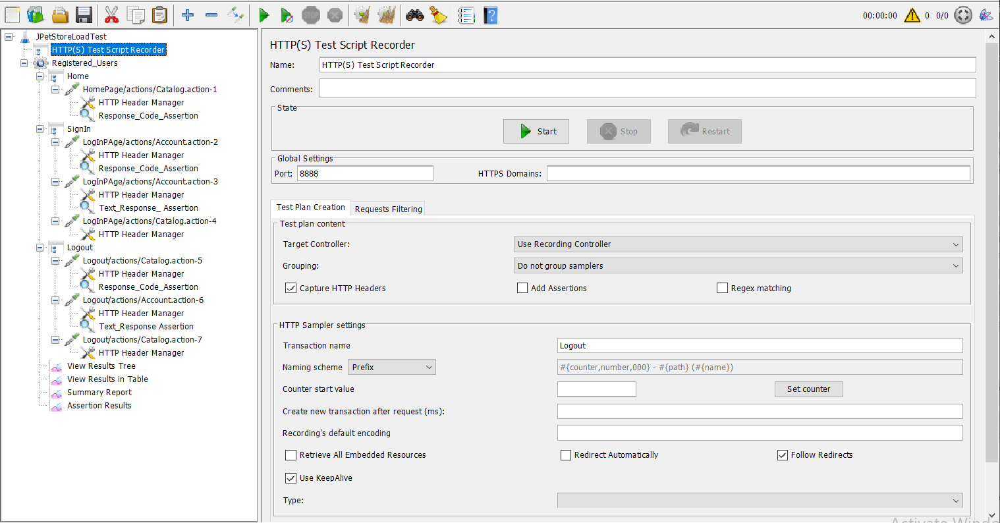 STOP
00:00:00 0 0/0
JPetStoreLoadTest
HTTP(S) Test Script Recorder
Registered_Users
Home
HomePage/actions/Catalog.action-1
HTTP Header Manager
Response_Code_Assertion
SignIn
LogInPAge/actions/Account.action-2
HTTP Header Manager
Response_Code_Assertion
LogInPAge/actions/Account.action-3
HTTP Header Manager
Text_Response_ Assertion
LogInPAge/actions/Catalog.action-4
HTTP Header Manager
Logout
Logout/actions/Catalog.action-5
HTTP Header Manager
Response_Code_Assertion
Logout/actions/Account.action-6
HTTP Header Manager
Text_Response Assertion
Logout/actions/Catalog.action-7
HTTP Header Manager
View Results Tree
View Results in Table
Summary Report
Assertion Results
HTTP(S) Test Script Recorder
Name: HTTP(S) Test Script Recorder
Comments:
State
Start Stop Restart
Global Settings
Port: 8888 HTTPS Domains:
Test Plan Creation Requests Filtering
Test plan content
Target Controller: Use Recording Controller
Grouping: Do not group samplers
Capture HTTP Headers Add Assertions Regex matching
HTTP Sampler settings
Transaction name Logout
Naming scheme Prefix #{counter,number,000} - #{path} (#{name})
Counter start value Set counter
Create new transaction after request (ms):
Recording's default encoding
Retrieve All Embedded Resources Redirect Automatically Follow Redirects
Use KeepAlive
Type: